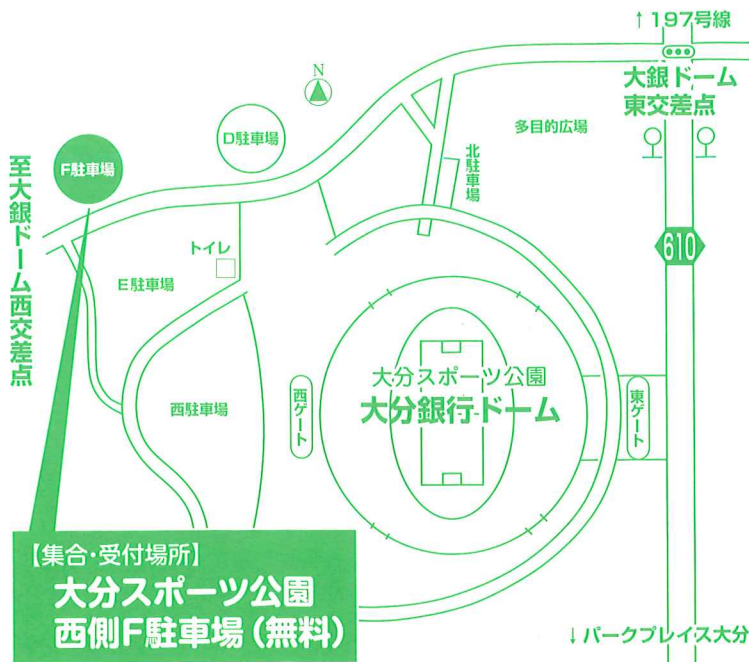 ↑197号線
N
大銀ドーム
東交差点
多目的広場
D駐車場
F駐車場
北駐車場
至大銀ドーム西交差点
トイレ
610
E駐車場
大分スポーツ公園
大分銀行ドーム
西駐車場
西ゲート
東ゲート
【集合・受付場所】
大分スポーツ公園
西側F駐車場(無料)
↓パークプレイス大分